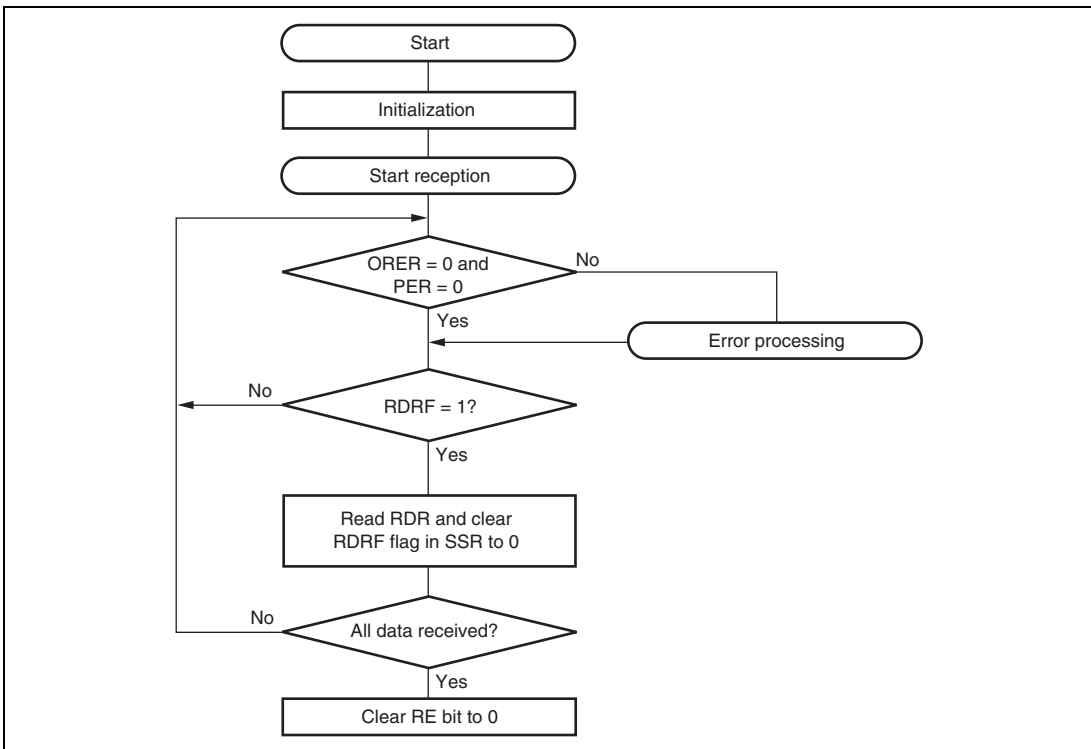 Start
Initialization
Start reception
ORER = 0 and
PER = 0
No
Yes
Error processing
No
RDRF = 1?
Yes
Read RDR and clear
RDRF flag in SSR to 0
No
All data received?
Yes
Clear RE bit to 0